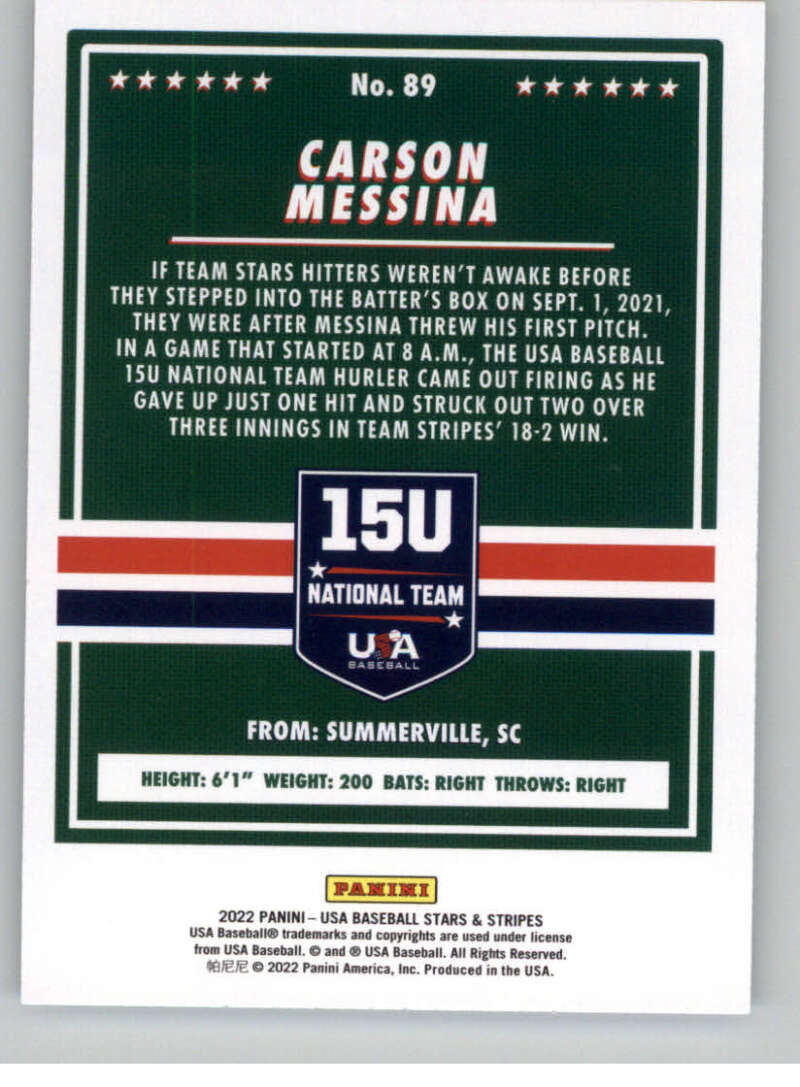 No. 89
CARSON
MESSINA
IF TEAM STARS HITTERS WEREN'T AWAKE BEFORE
THEY STEPPED INTO THE BATTER'S BOX ON SEPT. 1, 2021,
THEY WERE AFTER MESSINA THREW HIS FIRST PITCH.
IN A GAME THAT STARTED AT 8 A.M., THE USA BASEBALL
15U NATIONAL TEAM HURLER CAME OUT FIRING AS HE
GAVE UP JUST ONE HIT AND STRUCK OUT TWO OVER
THREE INNINGS IN TEAM STRIPES' 18-2 WIN.
15U
NATIONAL TEAM
USA
BASEBALL
FROM: SUMMERVILLE, SC
HEIGHT: 6'1" WEIGHT: 200 BATS: RIGHT THROWS: RIGHT
PANINI
2022 PANINI – USA BASEBALL STARS & STRIPES
USA Baseball® trademarks and copyrights are used under license
from USA Baseball. © and ® USA Baseball. All Rights Reserved.
帕尼尼 © 2022 Panini America, Inc. Produced in the USA.